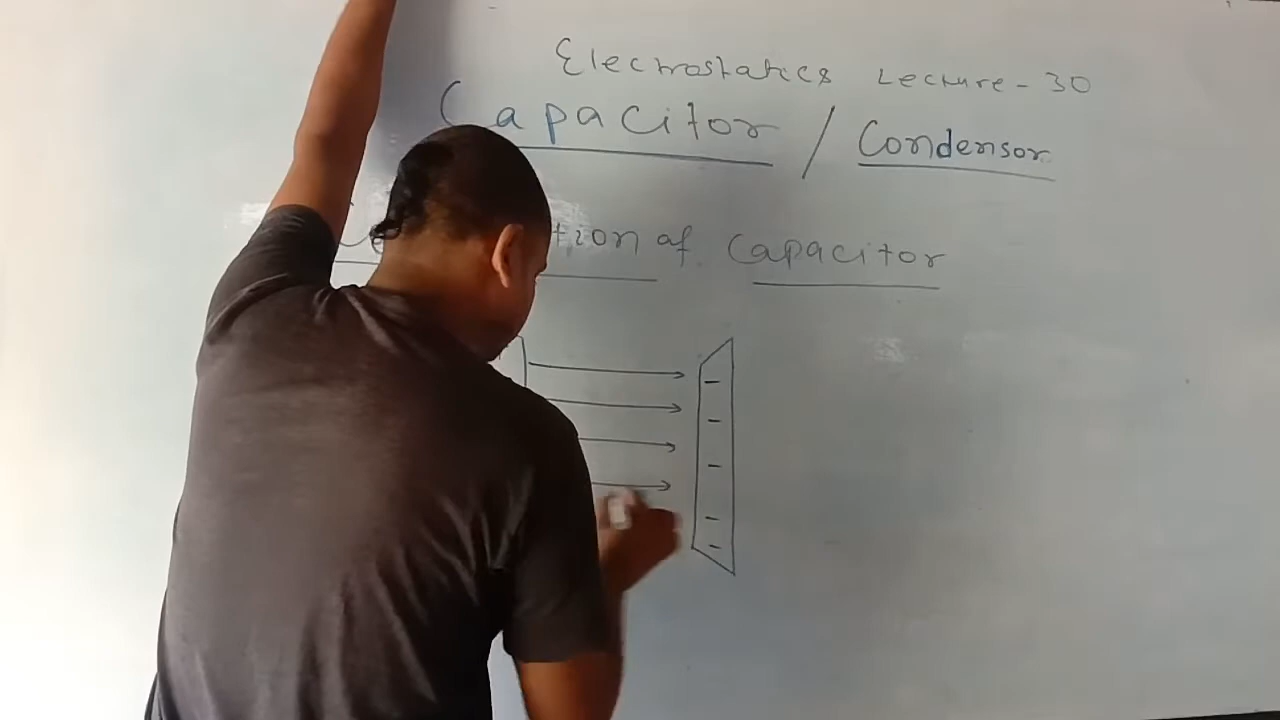 Electrostatics Lecture - 30
Capacitor / Condensor
tion of Capacitor
- 
- 
- 
- 
-